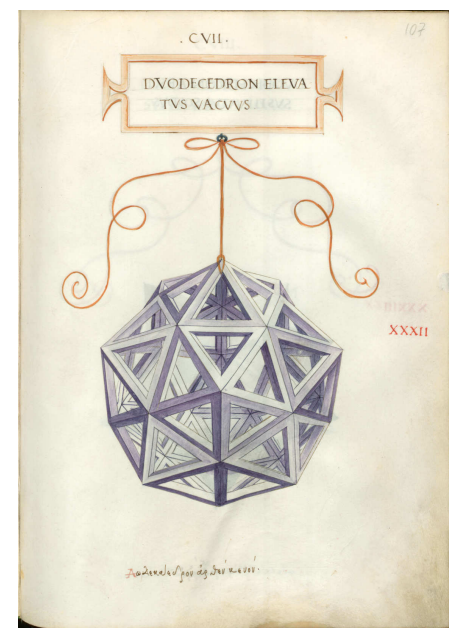 . CVII .
107
DVODECEDRON ELEVA
TVS VACVVS
XXXII